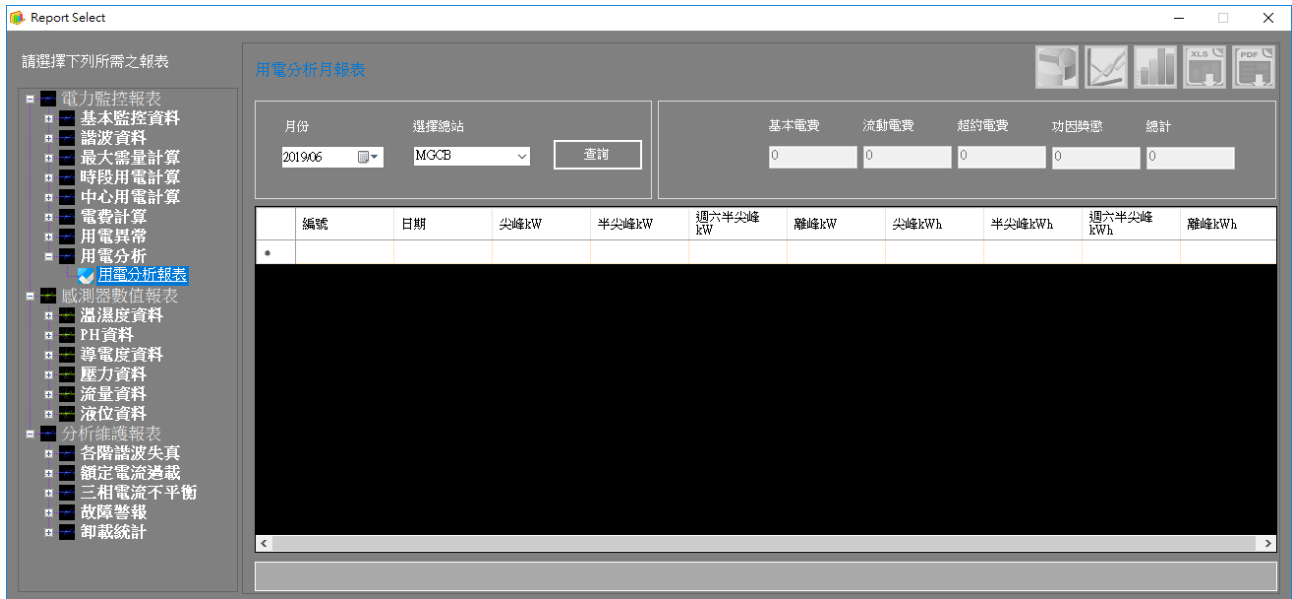 Report Select
請選擇下列所需之報表
電力監控報表
基本監控資料
諧波資料
最大需量計算
時段用電計算
中心用電計算
電費計算
用電異常
用電分析
用電分析報表
感測器數值報表
溫濕度資料
PH資料
導電度資料
壓力資料
流量資料
液位資料
分析維護報表
各階諧波失真
額定電流過載
三相電流不平衡
故障警報
卸載統計
用電分析月報表
XLS PDF
月份 選擇總站
2019/06 MGCB 查詢
基本電費 流動電費 超約電費 功因獎懲 總計
0 0 0 0 0
編號 日期 尖峰kW 半尖峰kW 週六半尖峰kW 離峰kW 尖峰kWh 半尖峰kWh 週六半尖峰kWh 離峰kWh